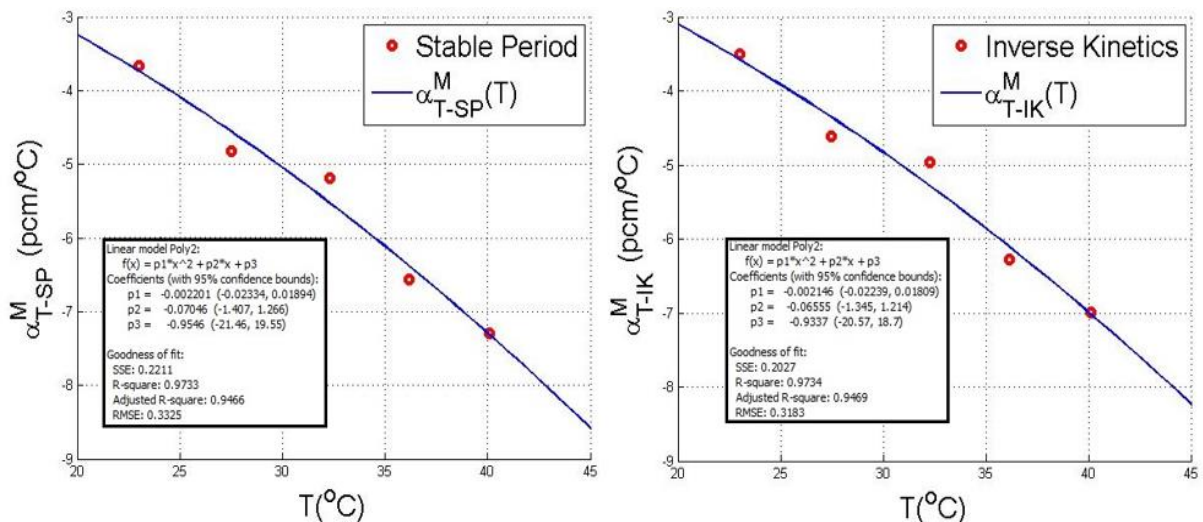 -3
-4
-5
-6
-7
-8
-9
α^M_T-SP (pcm/°C)
Stable Period
α^M_T-SP(T)
Linear model Poly2:
f(x) = p1*x^2 + p2*x + p3
Coefficients (with 95% confidence bounds):
p1 = -0.002201 (-0.02334, 0.01894)
p2 = -0.07046 (-1.407, 1.266)
p3 = -0.9546 (-21.46, 19.55)
Goodness of fit:
SSE: 0.2211
R-square: 0.9733
Adjusted R-square: 0.9466
RMSE: 0.3325
20 25 30 35 40 45
T(°C)
-3
-4
-5
-6
-7
-8
-9
α^M_T-IK (pcm/°C)
Inverse Kinetics
α^M_T-IK(T)
Linear model Poly2:
f(x) = p1*x^2 + p2*x + p3
Coefficients (with 95% confidence bounds):
p1 = -0.002146 (-0.02239, 0.01809)
p2 = -0.06555 (-1.345, 1.214)
p3 = -0.9337 (-20.57, 18.7)
Goodness of fit:
SSE: 0.2027
R-square: 0.9734
Adjusted R-square: 0.9469
RMSE: 0.3183
20 25 30 35 40 45
T(°C)